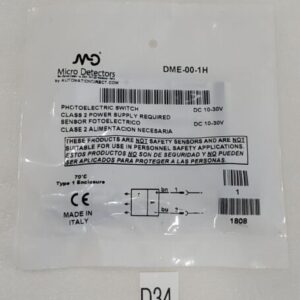 MD
DME-00-1H
Micro Detectors
by AUTOMATIONDIRECT.COM
PHOTOELECTRIC SWITCH DC 10-30V
CLASS 2 POWER SUPPLY REQUIRED
SENSOR FOTOELECTRICO DC 10-30V
CLASS 2 ALIMENTACION NECESARIA
THESE PRODUCTS ARE NOT SAFETY SENSORS AND ARE NOT
SUITABLE FOR USE IN PERSONNEL SAFETY APPLICATIONS.
ESTOS PRODUCTOS NO SON DE SEGURIDAD Y NO PUEDEN
SER APLICADOS PARA PROTEGER A LAS PERSONAS.
70°C
Type 1 Enclosure
CE
MADE IN
ITALY
bn 1
bu
1
1808
D34